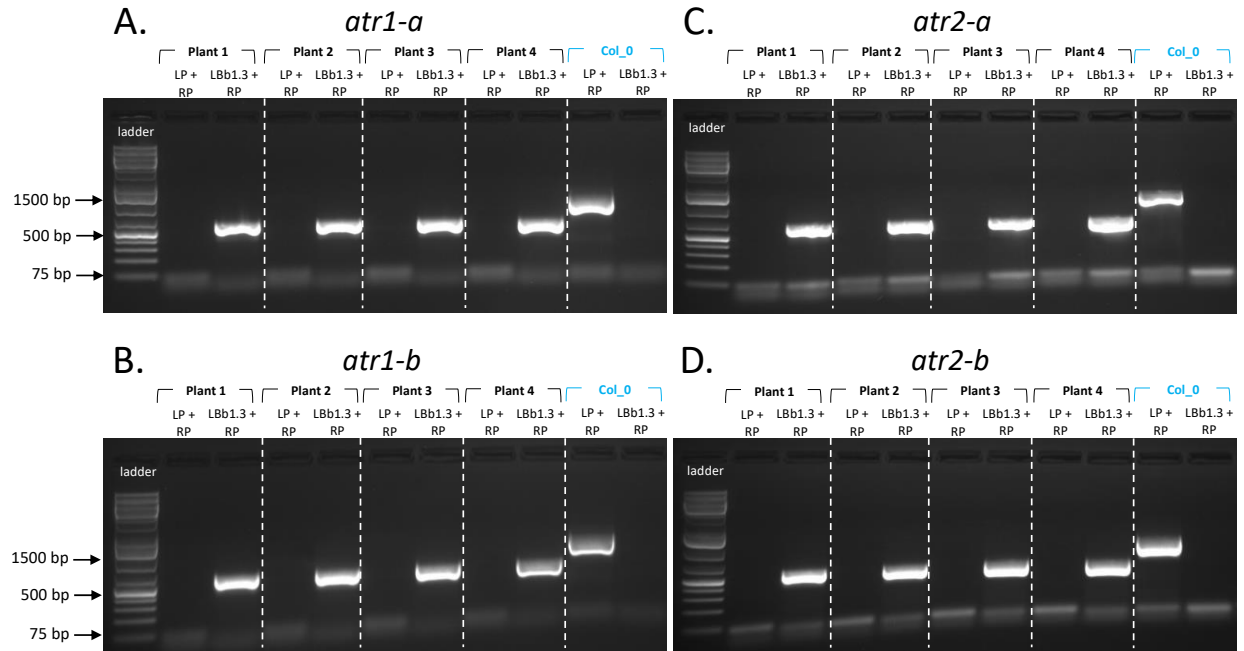 A. atr1-a
Plant 1 Plant 2 Plant 3 Plant 4 Col_0
LP + LBb1.3 + LP + LBb1.3 + LP + LBb1.3 + LP + LBb1.3 + LP + LBb1.3 +
RP RP RP RP RP RP RP RP RP RP
ladder
1500 bp
500 bp
75 bp
C. atr2-a
Plant 1 Plant 2 Plant 3 Plant 4 Col_0
LP + LBb1.3 + LP + LBb1.3 + LP + LBb1.3 + LP + LBb1.3 + LP + LBb1.3 +
RP RP RP RP RP RP RP RP RP RP
ladder
B. atr1-b
Plant 1 Plant 2 Plant 3 Plant 4 Col_0
LP + LBb1.3 + LP + LBb1.3 + LP + LBb1.3 + LP + LBb1.3 + LP + LBb1.3 +
RP RP RP RP RP RP RP RP RP RP
ladder
1500 bp
500 bp
75 bp
D. atr2-b
Plant 1 Plant 2 Plant 3 Plant 4 Col_0
LP + LBb1.3 + LP + LBb1.3 + LP + LBb1.3 + LP + LBb1.3 + LP + LBb1.3 +
RP RP RP RP RP RP RP RP RP RP
ladder